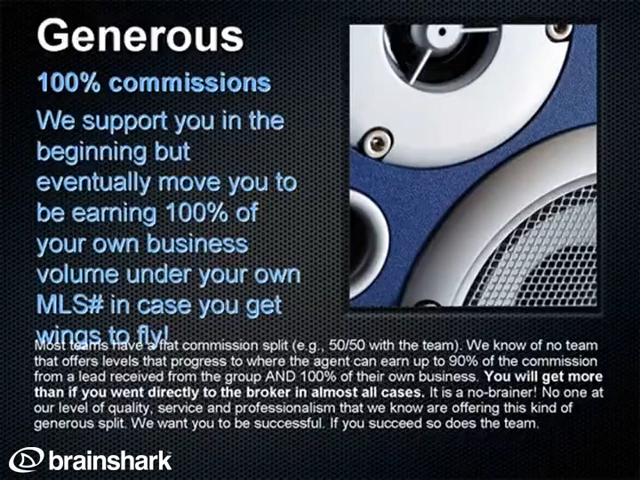 Generous
100% commissions
We support you in the
beginning but
eventually move you to
be earning 100% of
your own business
volume under your own
MLS# in case you get
wings to fly!
Most teams have a flat commission split (e.g., 50/50 with the team). We know of no team
that offers levels that progress to where the agent can earn up to 90% of the commission
from a lead received from the group AND 100% of their own business. You will get more
than if you went directly to the broker in almost all cases. It is a no-brainer! No one at
our level of quality, service and professionalism that we know are offering this kind of
generous split. We want you to be successful. If you succeed so does the team.
brainshark